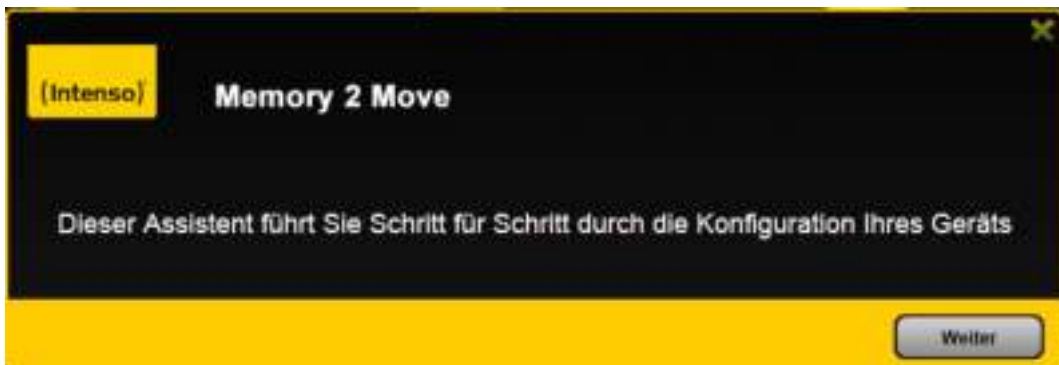 (Intenso)
Memory 2 Move
Dieser Assistent führt Sie Schritt für Schritt durch die Konfiguration Ihres Geräts
Weiter